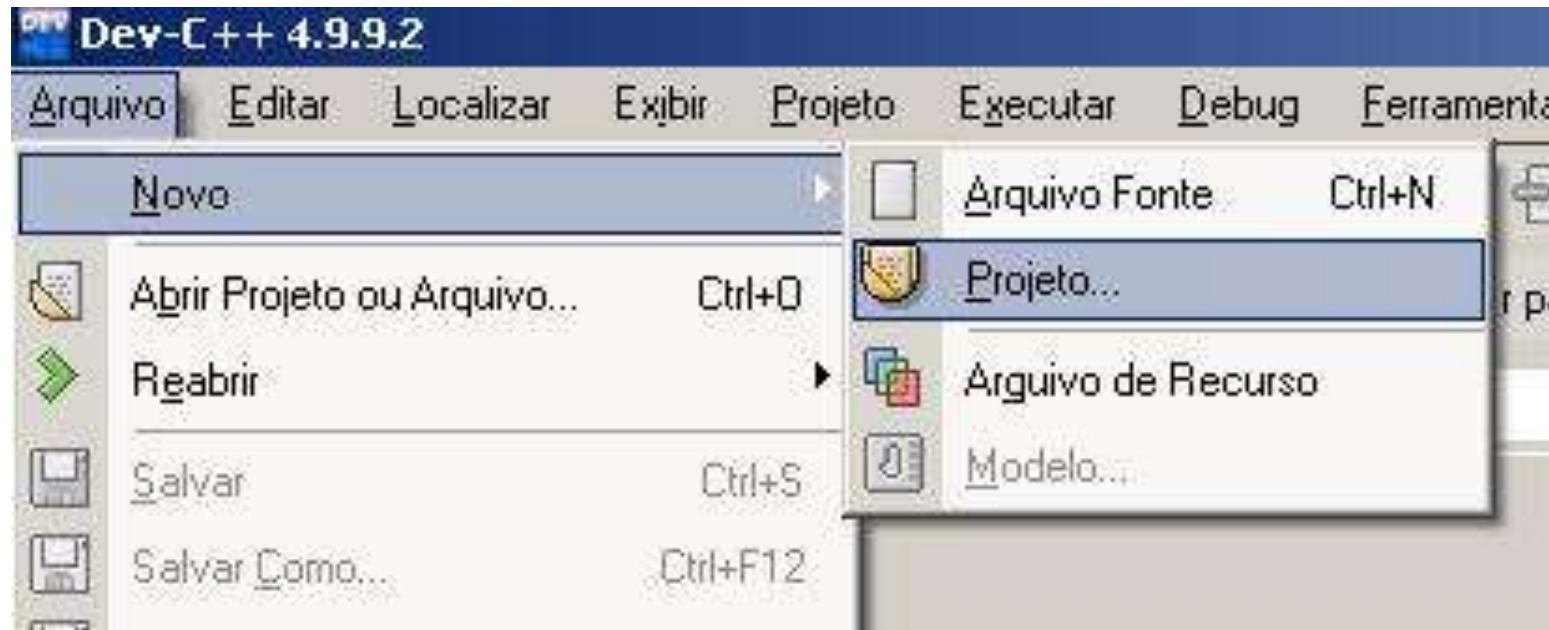 Dev-C++ 4.9.9.2
Arquivo Editar Localizar Exibir Projeto Executar Debug Ferramenta
Novo
Arquivo Fonte Ctrl+N
Projeto...
Abrir Projeto ou Arquivo... Ctrl+O
Reabrir
Arquivo de Recurso
Salvar Ctrl+S
Modelo...
Salvar Como... Ctrl+F12